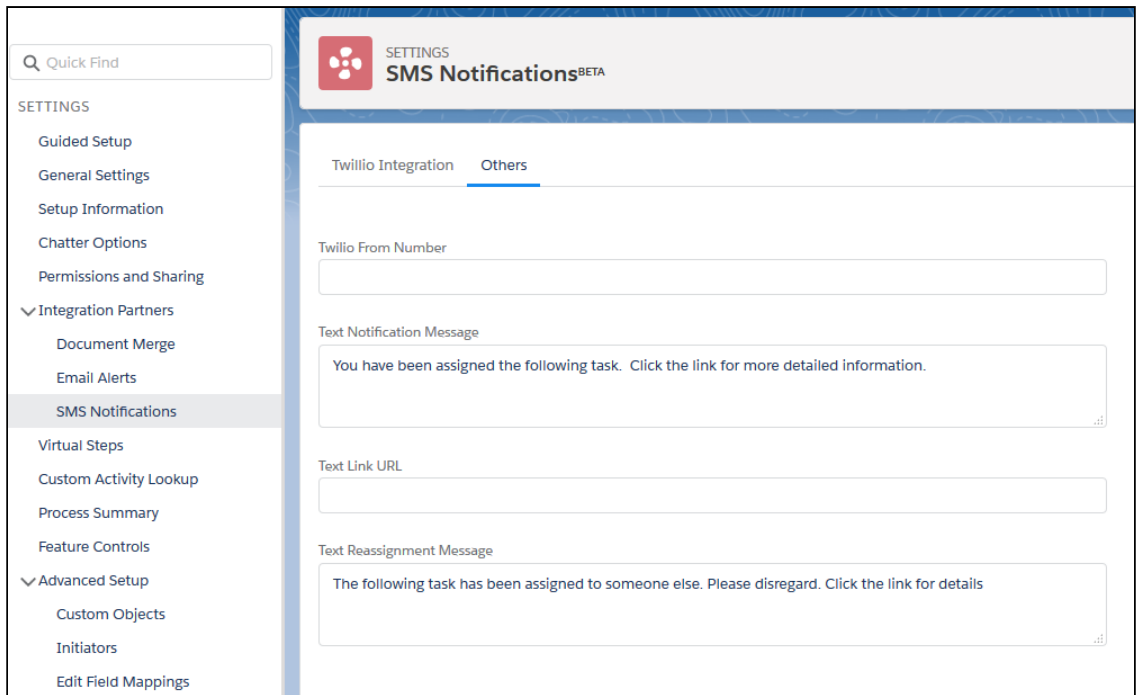 Quick Find
SETTINGS
Guided Setup
General Settings
Setup Information
Chatter Options
Permissions and Sharing
Integration Partners
Document Merge
Email Alerts
SMS Notifications
Virtual Steps
Custom Activity Lookup
Process Summary
Feature Controls
Advanced Setup
Custom Objects
Initiators
Edit Field Mappings
SETTINGS
SMS NotificationsBETA
Twillio Integration Others
Twilio From Number
Text Notification Message
You have been assigned the following task.  Click the link for more detailed information.
Text Link URL
Text Reassignment Message
The following task has been assigned to someone else. Please disregard. Click the link for details